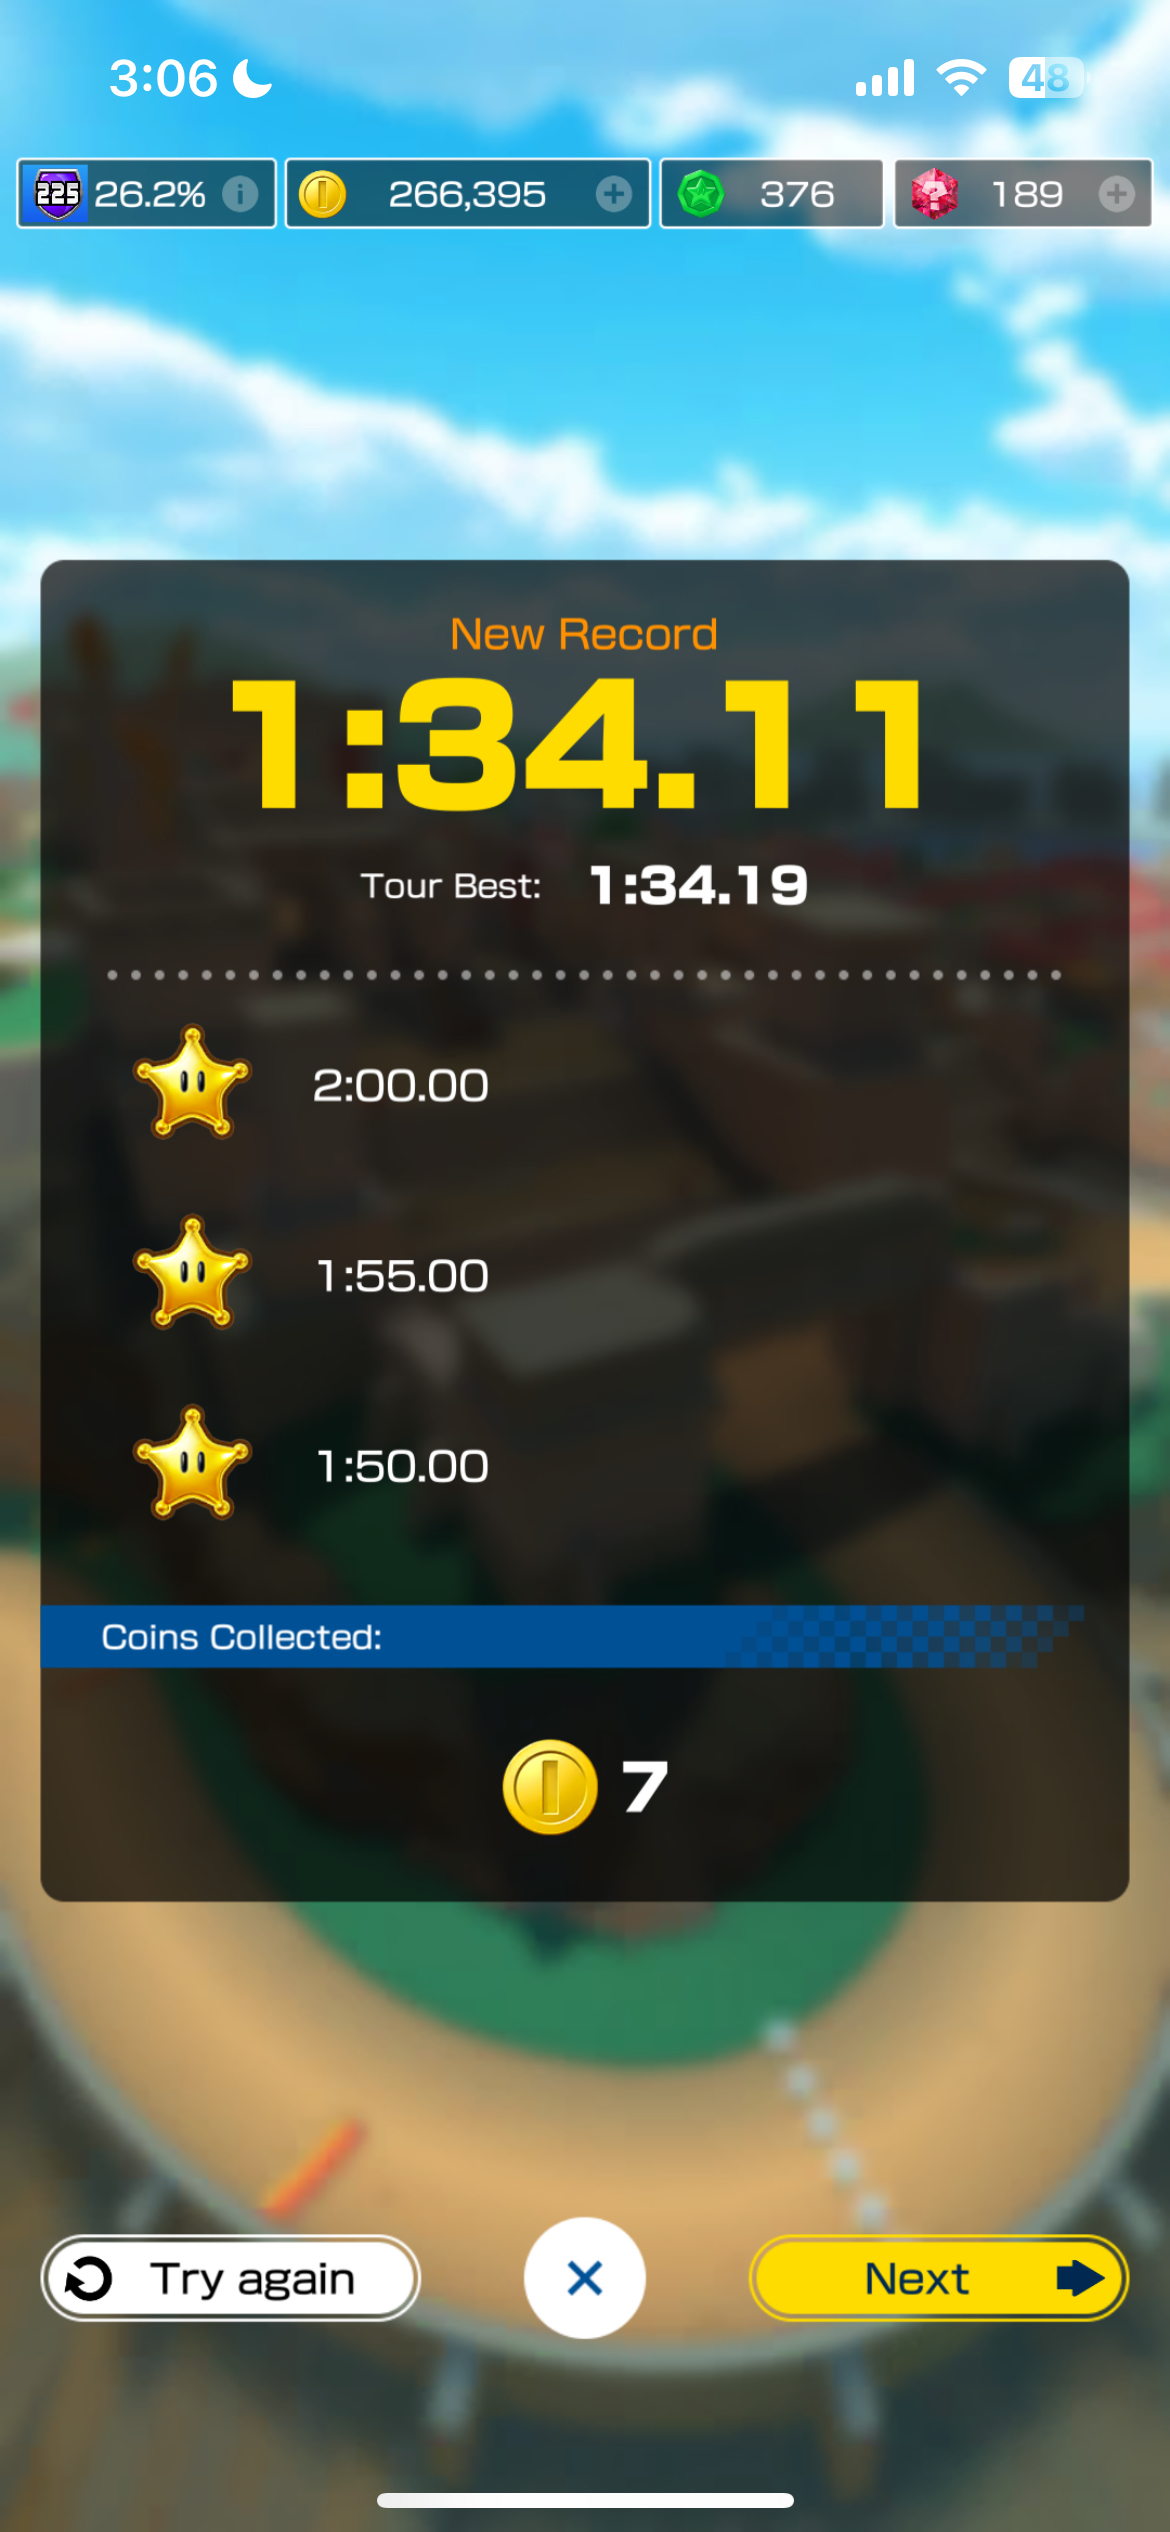 3:06 48
225 26.2% 266,395 376 189
New Record
1:34.11
Tour Best: 1:34.19
2:00.00
1:55.00
1:50.00
Coins Collected:
7
Try again Next